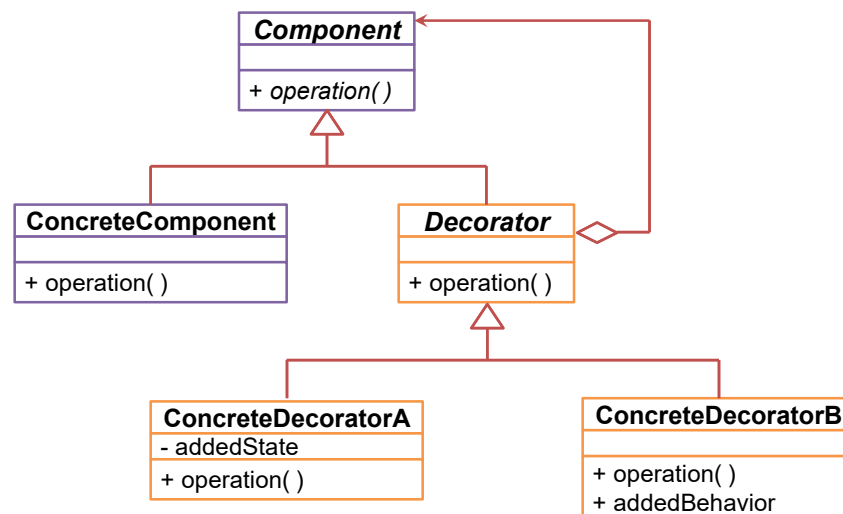 Component
+ operation( )
ConcreteComponent
+ operation( )
Decorator
+ operation( )
ConcreteDecoratorA
- addedState
+ operation( )
ConcreteDecoratorB
+ operation( )
+ addedBehavior